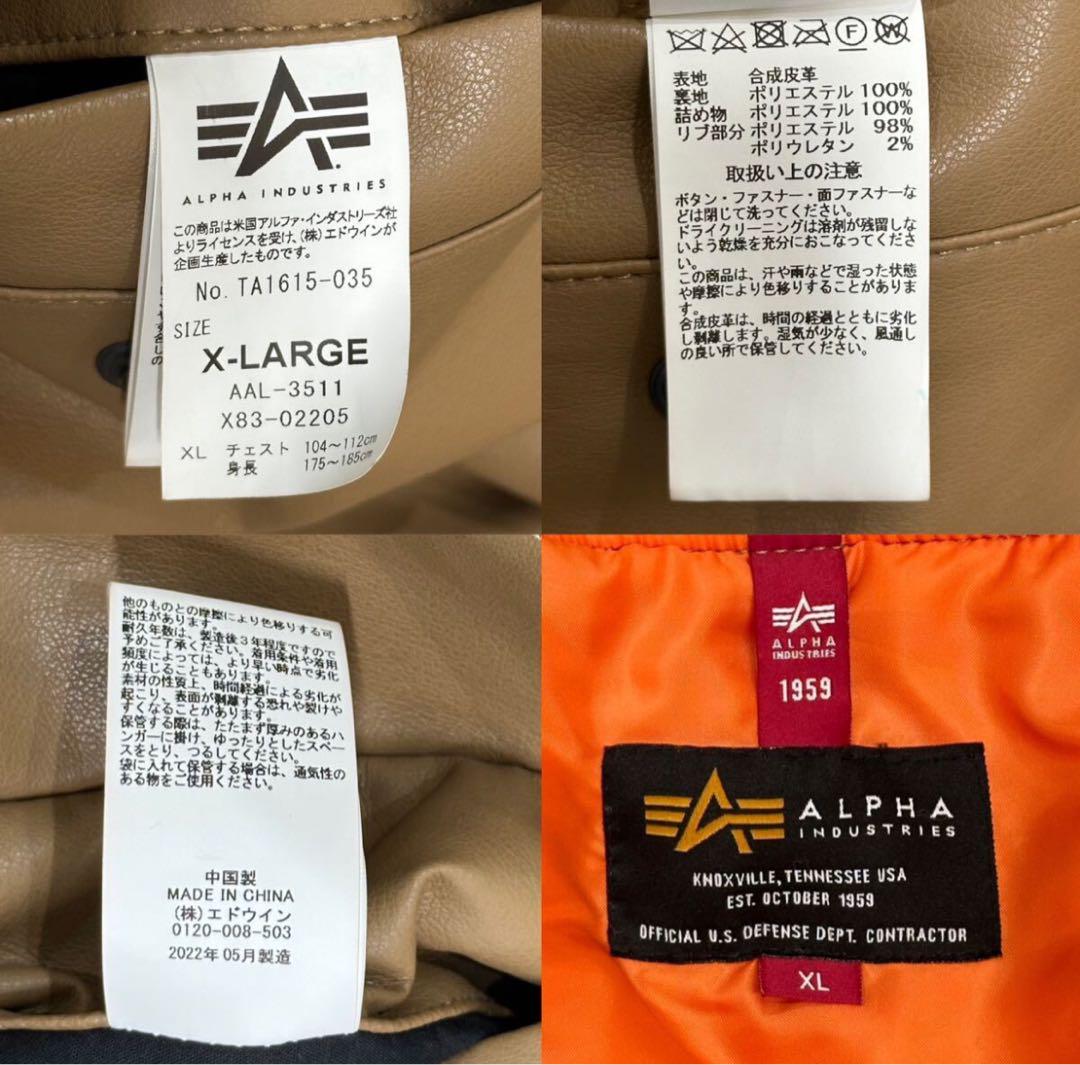 ALPHA INDUSTRIES
この商品は米国アルファ・インダストリーズ社
よりライセンスを受け、(株)エドウインが
企画生産したものです。
No. TA1615-035
SIZE
X-LARGE
AAL-3511
X83-02205
XL チェスト 104～112cm
身長 175～185cm
表地 合成皮革
裏地 ポリエステル 100%
詰め物 ポリエステル 100%
リブ部分 ポリエステル 98%
ポリウレタン 2%
取扱い上の注意
ボタン・ファスナー・面ファスナーな
どは閉じて洗ってください。
ドライクリーニングは溶剤が残留しな
いよう乾燥を充分におこなってくださ
い。
この商品は、汗や雨などで湿った状態
や摩擦により色移りすることがありま
す。
合成皮革は、時間の経過とともに劣化
し剥離します。湿気が少なく、風通し
の良い所で保管してください。
他のものとの摩擦により色移りする可
能性があります。
耐久年数は、製造後3年程度ですので
予めご了承ください。着用条件や着用
頻度によっては、より早い時点で劣化
が生じることもあります。
素材の性質上、時間経過による劣化が
起こり、表面が剥離する恐れや裂けや
すくなることがあります。
保管する際は、たたまず厚みのあるハ
ンガーに掛け、ゆったりとしたスペー
スをとり、つるしてください。
袋に入れて保管する場合は、通気性の
ある物をご使用ください。
中国製
MADE IN CHINA
(株)エドウイン
0120-008-503
2022年05月製造
ALPHA
INDUSTRIES
1959
ALPHA
INDUSTRIES
KNOXVILLE, TENNESSEE USA
EST. OCTOBER 1959
OFFICIAL U.S. DEFENSE DEPT. CONTRACTOR
XL